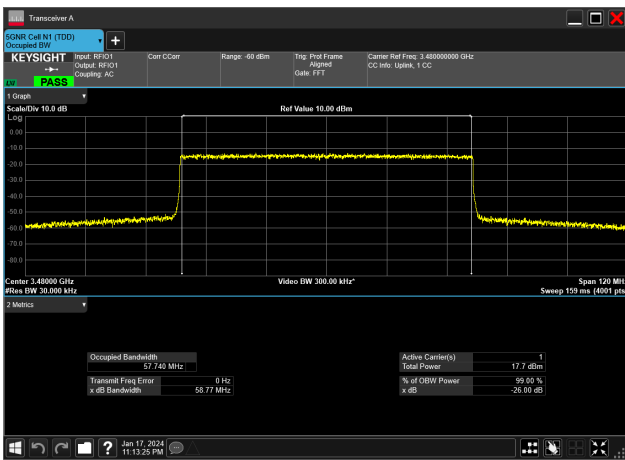 Transceiver A
5GNR Cell N1 (TDD)
Occupied BW
KEYSIGHT
Input: RFIO1
Output: RFIO1
Coupling: AC
Corr CCorr
Range: -60 dBm
Trig: Prot Frame
Aligned
Gate: FFT
Carrier Ref Freq: 3.480000000 GHz
CC Info: Uplink, 1 CC
PASS
1 Graph
Scale/Div 10.0 dB
Ref Value 10.00 dBm
Log
0.00
-10.0
-20.0
-30.0
-40.0
-50.0
-60.0
-70.0
-80.0
Center 3.48000 GHz
Video BW 300.00 kHz*
Span 120 MH
#Res BW 30.000 kHz
Sweep 159 ms (4001 pts
2 Metrics
Occupied Bandwidth
57.740 MHz
Active Carrier(s) 1
Total Power 17.7 dBm
Transmit Freq Error 0 Hz
x dB Bandwidth 58.77 MHz
% of OBW Power 99.00 %
x dB -26.00 dB
?
Jan 17, 2024
11:13:25 PM